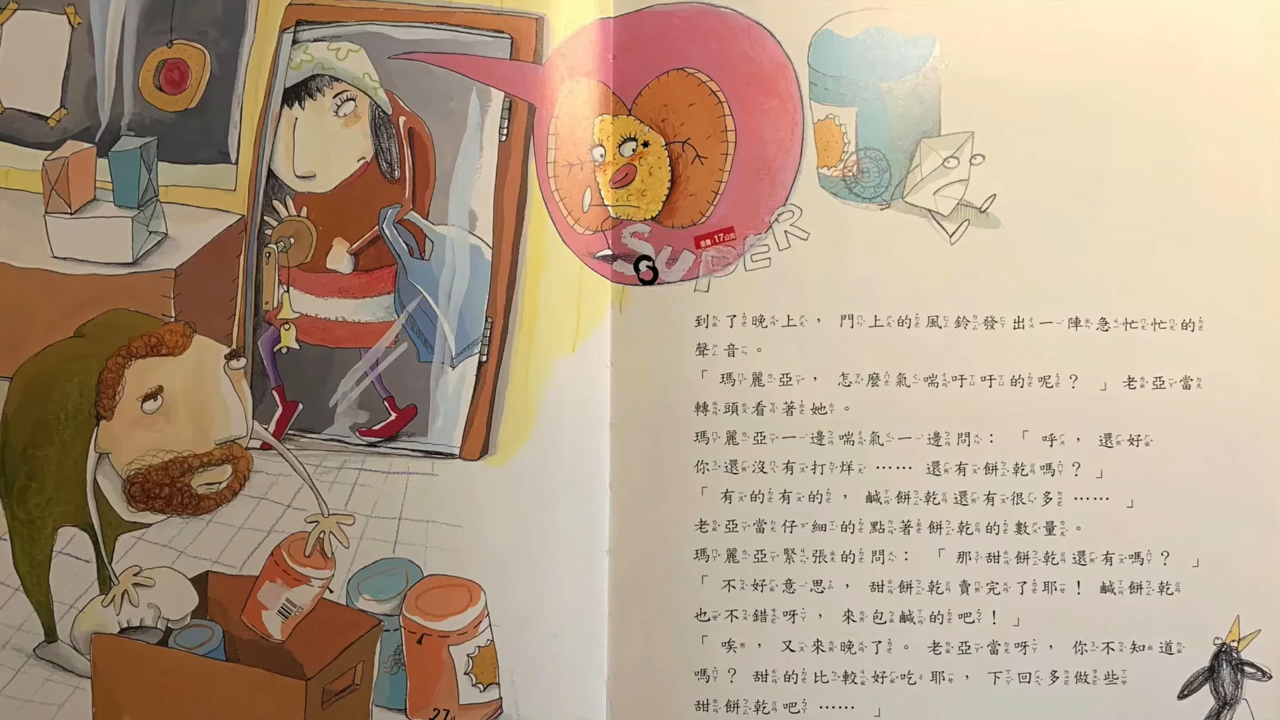 SUPER
重量:17公克
到了晚上，門上的風鈴發出一陣急忙忙的
聲音。
「瑪麗亞，怎麼氣喘吁吁的呢？」老亞當
轉頭看著她。
瑪麗亞一邊喘氣一邊問：「呼，還好
你還沒有打烊……還有餅乾嗎？」
「有的有的，鹹餅乾還有很多……」
老亞當仔細的點著餅乾的數量。
瑪麗亞緊張的問：「那甜餅乾還有嗎？」
「不好意思，甜餅乾賣完了耶！鹹餅乾
也不錯呀，來包鹹的吧！」
「唉，又來晚了。老亞當呀，你不知道
嗎？甜的比較好吃耶，下回多做些
甜餅乾吧……」
27